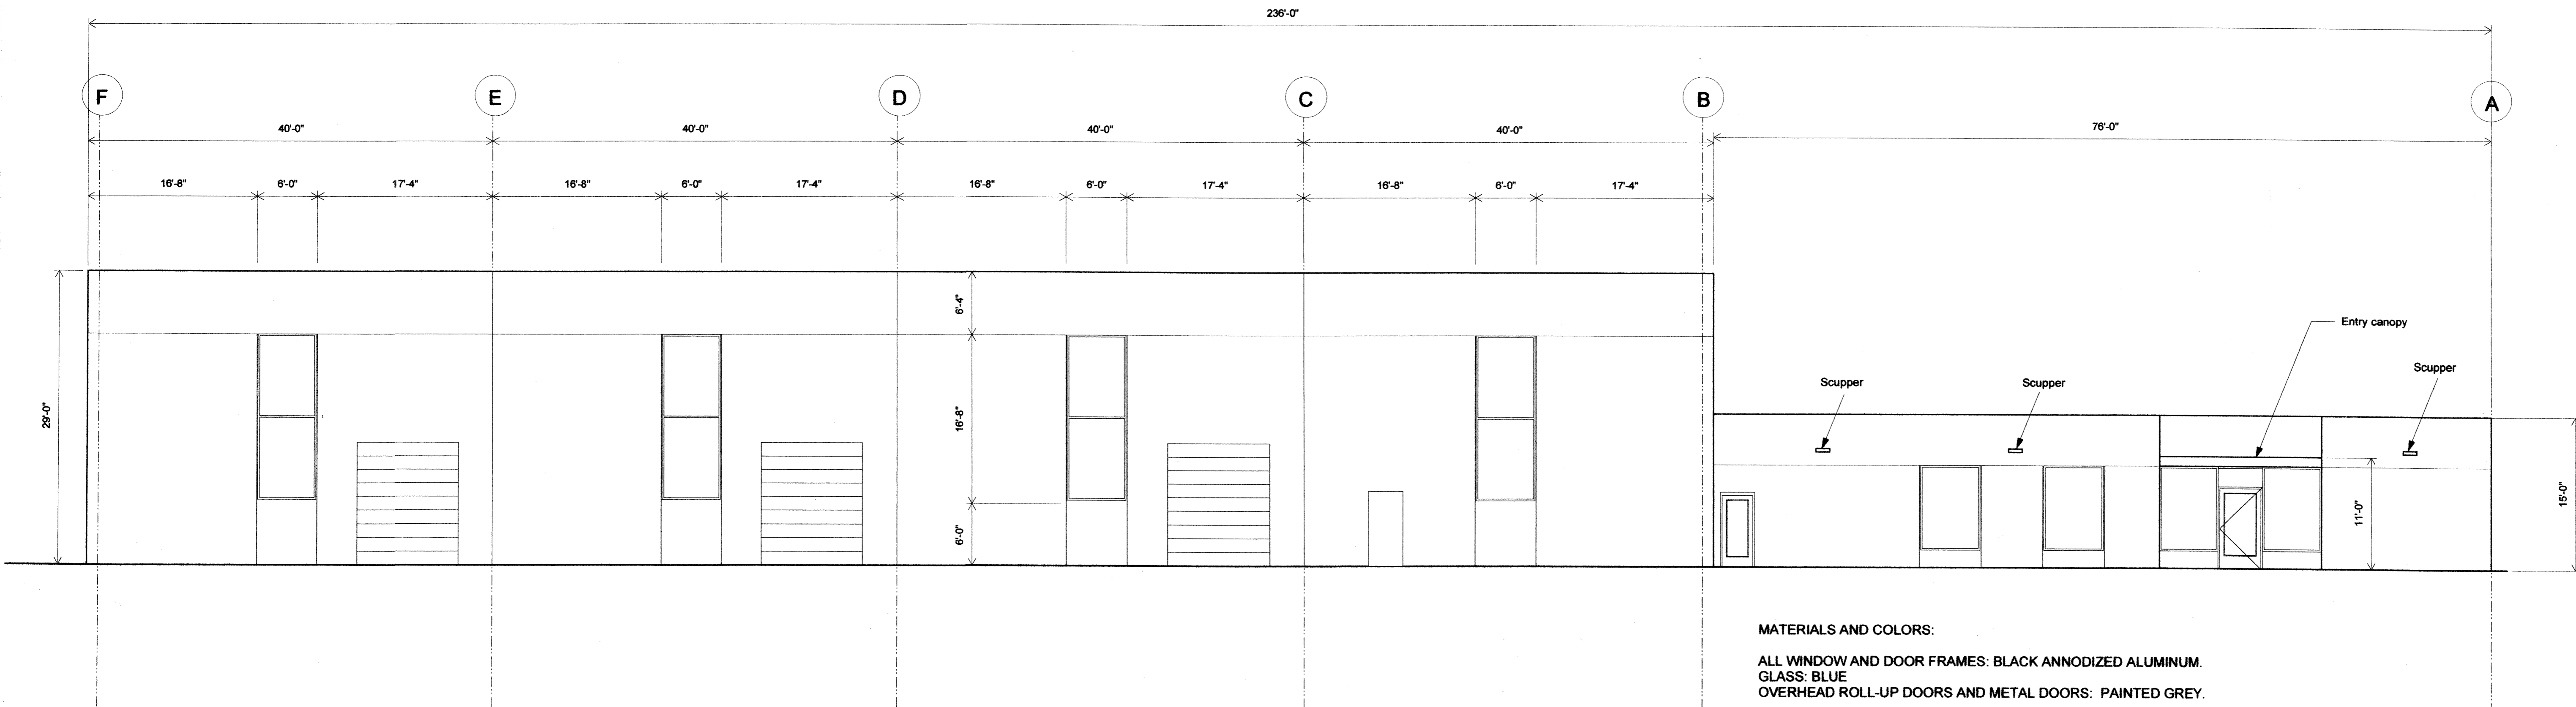 236'-0"
F
E
D
C
B
A
40'-0"
40'-0"
40'-0"
40'-0"
76'-0"
16'-8"
6'-0"
17'-4"
16'-8"
6'-0"
17'-4"
16'-8"
6'-0"
17'-4"
16'-8"
6'-0"
17'-4"
6'-4"
Entry canopy
Scupper
Scupper
Scupper
29'-0"
16'-8"
6'-0"
11'-0"
15'-0"
MATERIALS AND COLORS:
ALL WINDOW AND DOOR FRAMES: BLACK ANNODIZED ALUMINUM.
GLASS: BLUE
OVERHEAD ROLL-UP DOORS AND METAL DOORS: PAINTED GREY.